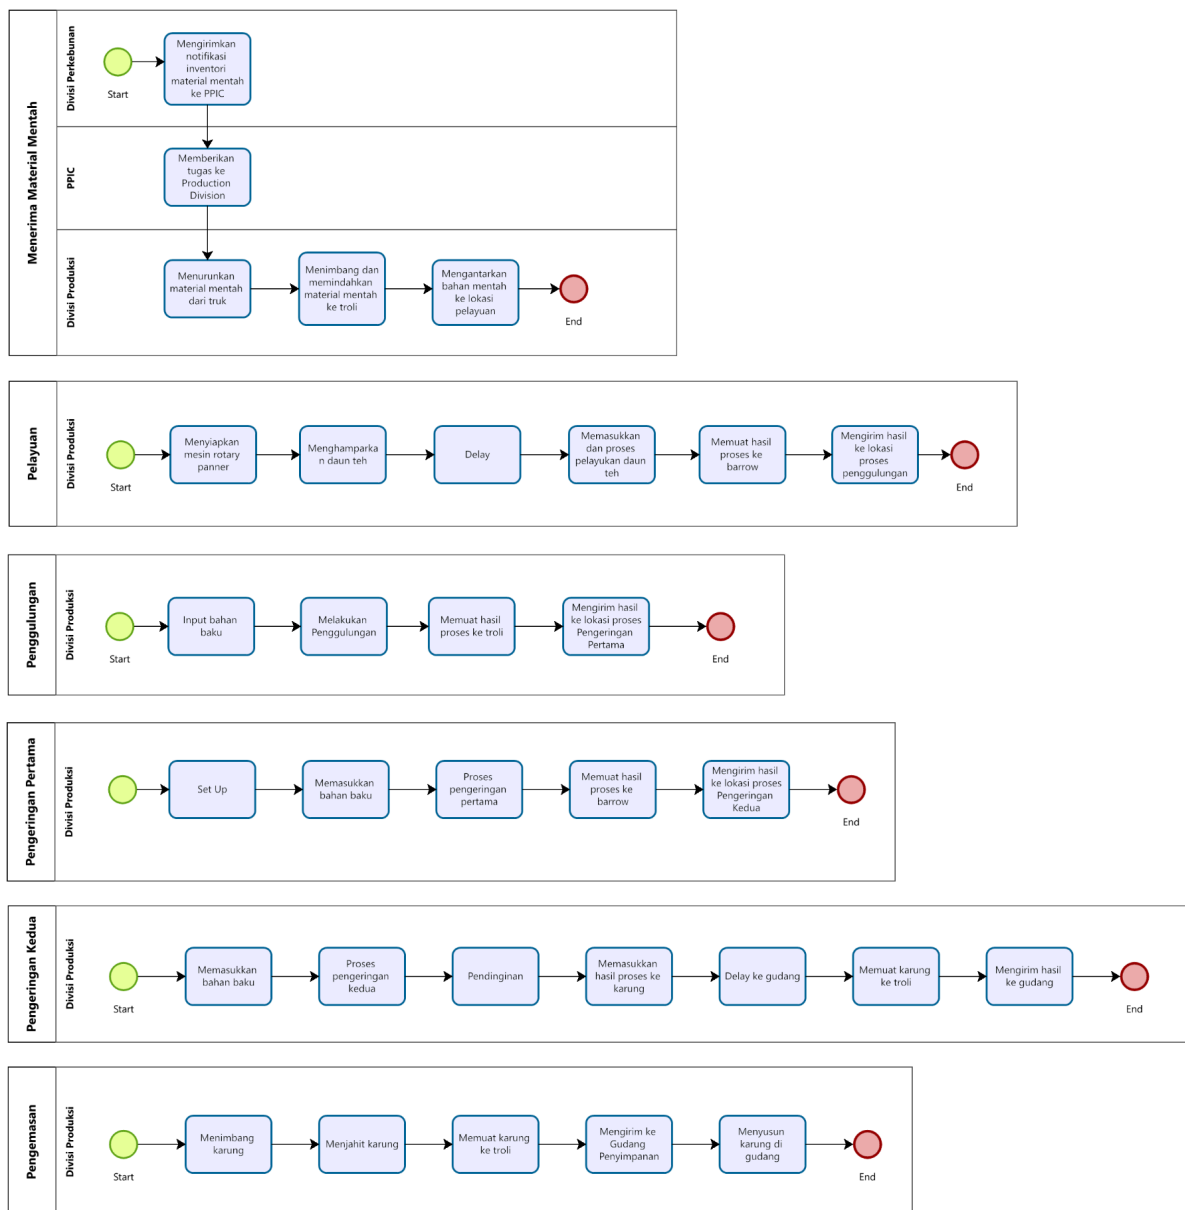 Menerima Material Mentah
Divisi Perkebunan
Start
Mengirimkan
notifikasi
inventori
material mentah
ke PPIC
PPIC
Memberikan
tugas ke
Production
Division
Divisi Produksi
Menurunkan
material mentah
dari truk
Menimbang dan
memindahkan
material mentah
ke troli
Mengantarkan
bahan mentah
ke lokasi
pelayuan
End
Pelayuan
Divisi Produksi
Start
Menyiapkan
mesin rotary
panner
Menghamparka
n daun teh
Delay
Memasukkan
dan proses
pelayukan daun
teh
Memuat hasil
proses ke
barrow
Mengirim hasil
ke lokasi
proses
penggulungan
End
Penggulungan
Divisi Produksi
Start
Input bahan
baku
Melakukan
Penggulungan
Memuat hasil
proses ke troli
Mengirim hasil
ke lokasi proses
Pengeringan
Pertama
End
Pengeringan Pertama
Divisi Produksi
Set Up
Memasukkan
bahan baku
Proses
pengeringan
pertama
Memuat hasil
proses ke
barrow
Mengirim hasil
ke lokasi proses
Pengeringan
Kedua
End
Pengeringan Kedua
Divisi Produksi
Start
Memasukkan
bahan baku
Proses
pengeringan
kedua
Pendinginan
Memasukkan
hasil proses ke
karung
Delay ke gudang
Memuat karung
ke troli
Mengirim hasil
ke gudang
End
Pengemasan
Divisi Produksi
Start
Menimbang
karung
Menjahit karung
Memuat karung
ke troli
Mengirim ke
Gudang
Penyimpanan
Menyusun
karung di
gudang
End